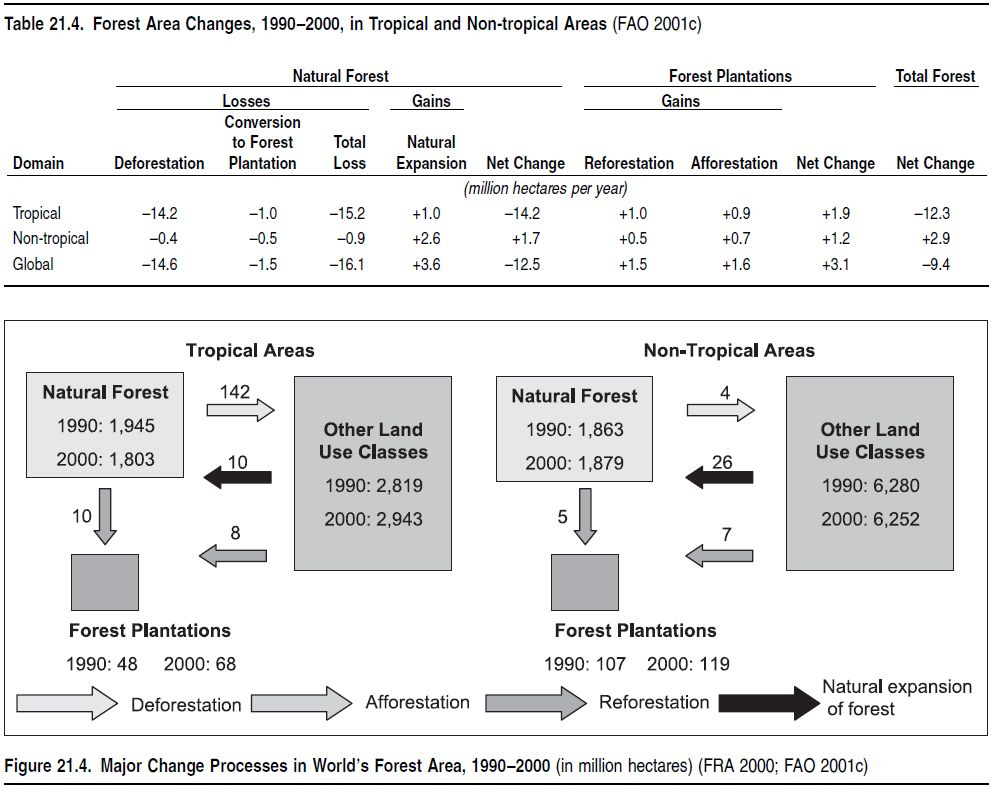 Table 21.4. Forest Area Changes, 1990–2000, in Tropical and Non-tropical Areas (FAO 2001c)
Natural Forest Forest Plantations Total Forest
Losses Gains Gains
Domain Deforestation Conversion to Forest Plantation Total Loss Natural Expansion Net Change Reforestation Afforestation Net Change Net Change
(million hectares per year)
Tropical –14.2 –1.0 –15.2 +1.0 –14.2 +1.0 +0.9 +1.9 –12.3
Non-tropical –0.4 –0.5 –0.9 +2.6 +1.7 +0.5 +0.7 +1.2 +2.9
Global –14.6 –1.5 –16.1 +3.6 –12.5 +1.5 +1.6 +3.1 –9.4
Tropical Areas
Natural Forest
1990: 1,945
2000: 1,803
142
10
8
10
Other Land
Use Classes
1990: 2,819
2000: 2,943
Forest Plantations
1990: 48 2000: 68
Non-Tropical Areas
Natural Forest
1990: 1,863
2000: 1,879
4
26
7
5
Other Land
Use Classes
1990: 6,280
2000: 6,252
Forest Plantations
1990: 107 2000: 119
Deforestation
Afforestation
Reforestation
Natural expansion
of forest
Figure 21.4. Major Change Processes in World's Forest Area, 1990–2000 (in million hectares) (FRA 2000; FAO 2001c)